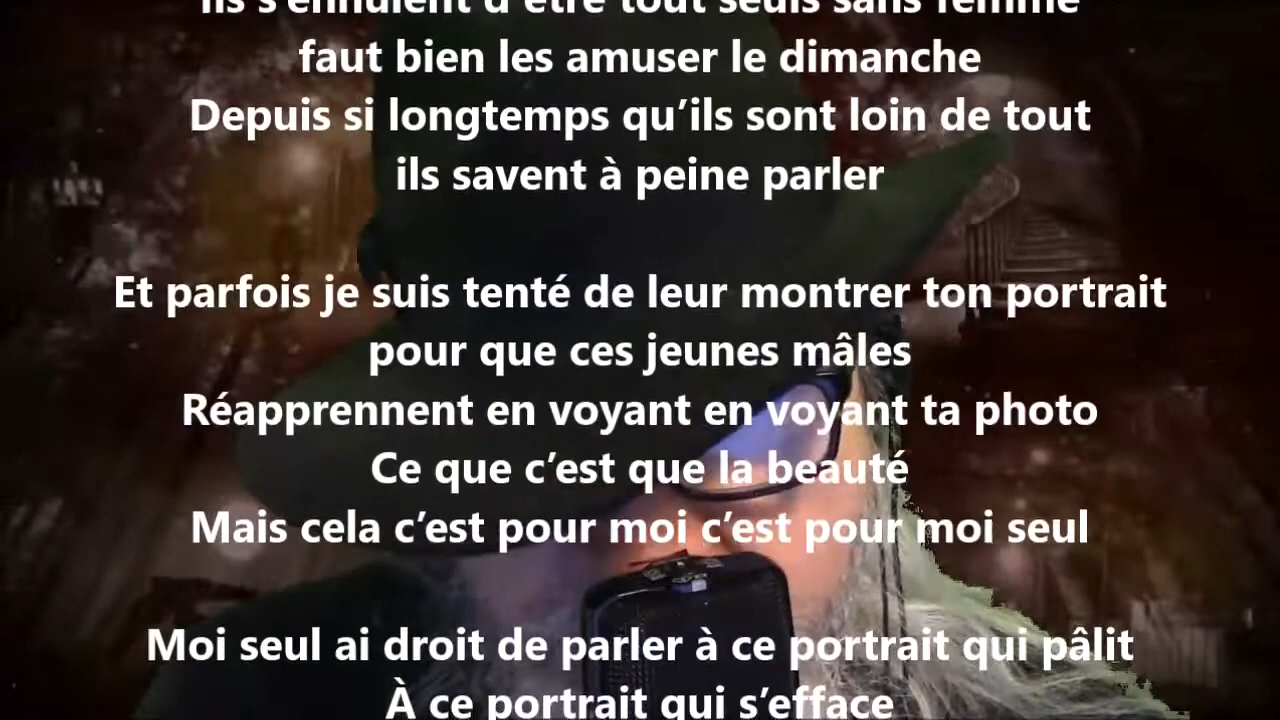 Ils s’ennuient d’être tout seuls sans femme
faut bien les amuser le dimanche
Depuis si longtemps qu’ils sont loin de tout
ils savent à peine parler
Et parfois je suis tenté de leur montrer ton portrait
pour que ces jeunes mâles
Réapprennent en voyant en voyant ta photo
Ce que c’est que la beauté
Mais cela c’est pour moi c’est pour moi seul
Moi seul ai droit de parler à ce portrait qui pâlit
À ce portrait qui s’efface